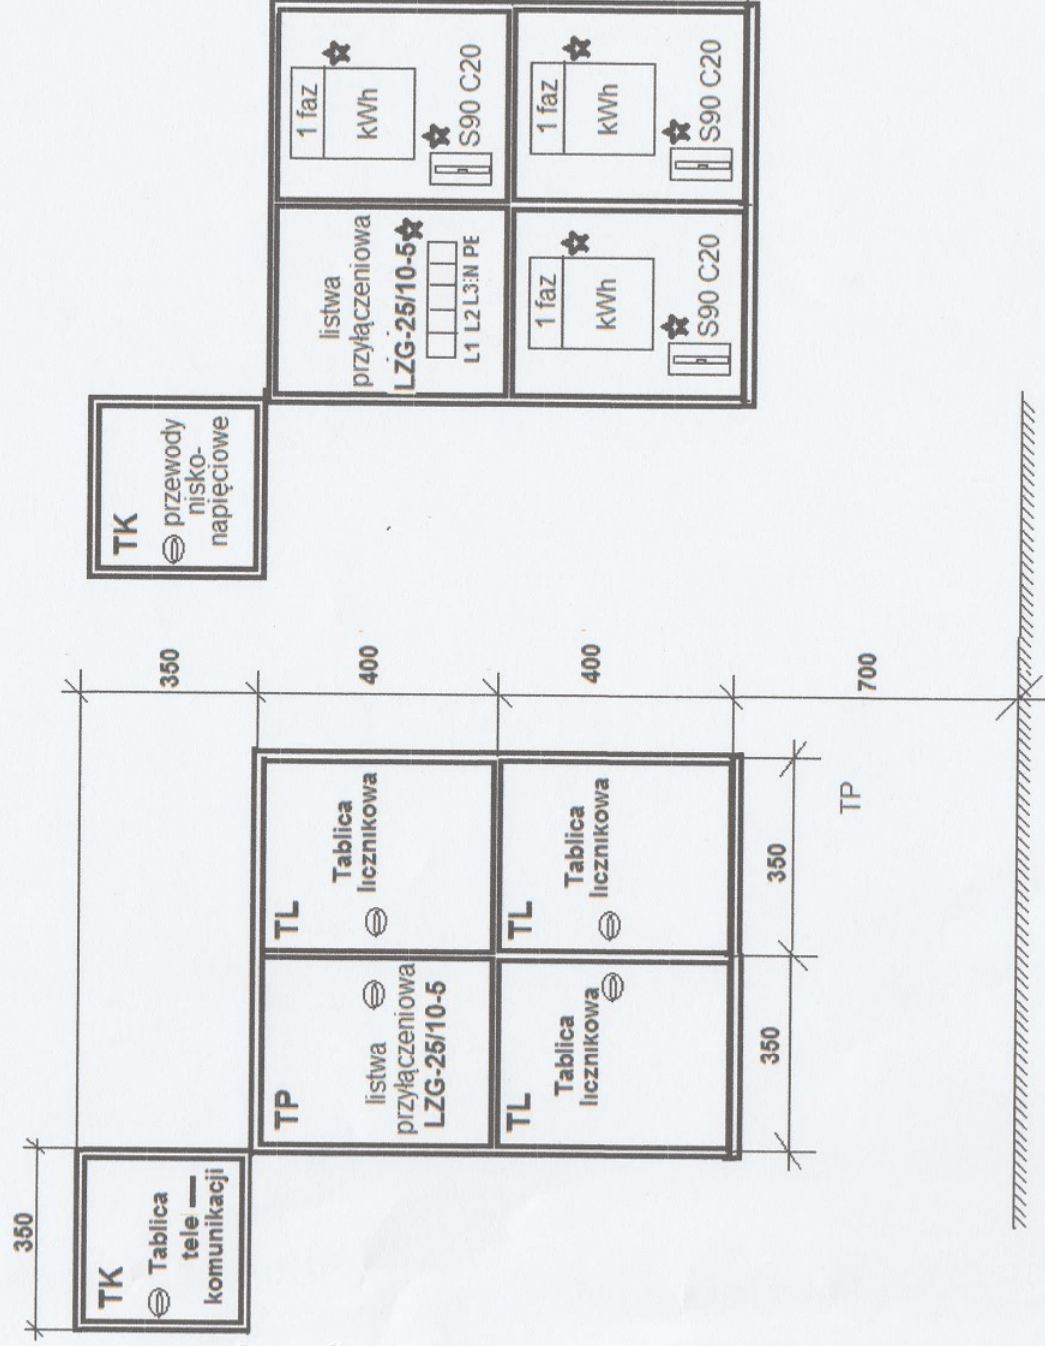 350
TK
Tablica
tele —
komunikacji
TP
listwa
przyłączeniowa
LZG-25/10-5
TL
Tablica
licznikowa
TL
Tablica
licznikowa
TL
Tablica
licznikowa
350
350
TP
350
400
400
700
TK
przewody
nisko-
napięciowe
listwa
przyłączeniowa
LZG-25/10-5
L1 L2 L3 N PE
1 faz
kWh
S90 C20
1 faz
kWh
S90 C20
1 faz
kWh
S90 C20